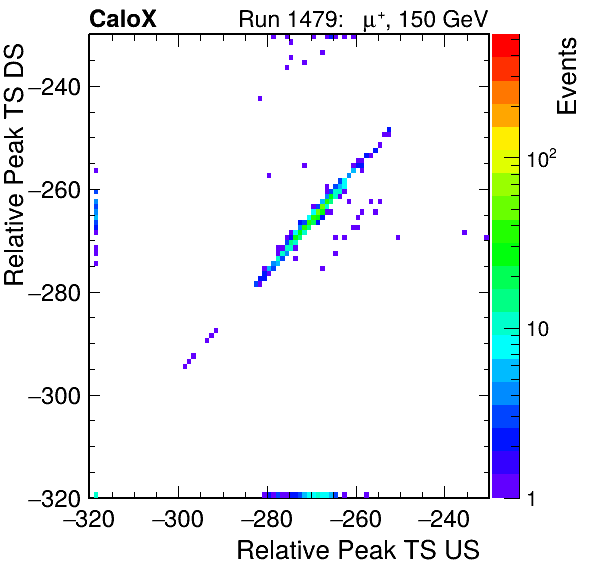 CaloX
Run 1479: μ⁺, 150 GeV
Events
Relative Peak TS DS
−240
−260
−280
−300
−320
10²
10
1
−320
−300
−280
−260
−240
Relative Peak TS US